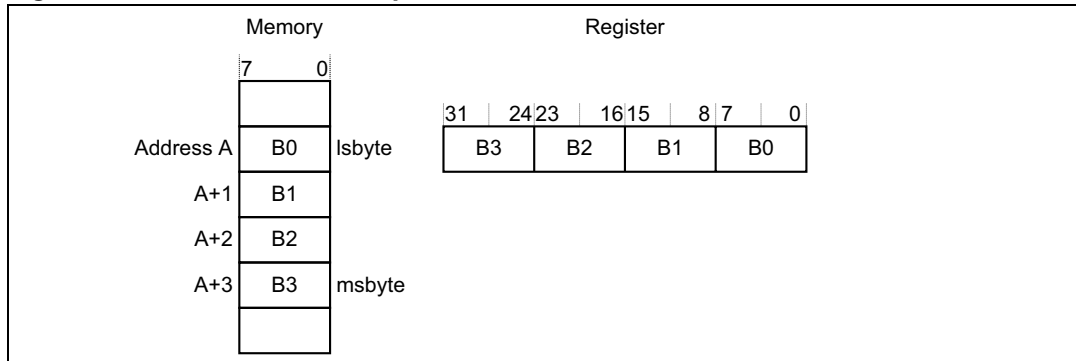 Memory Register
7 0
31 24 23 16 15 8 7 0
Address A B0 lsbyte B3 B2 B1 B0
A+1 B1
A+2 B2
A+3 B3 msbyte